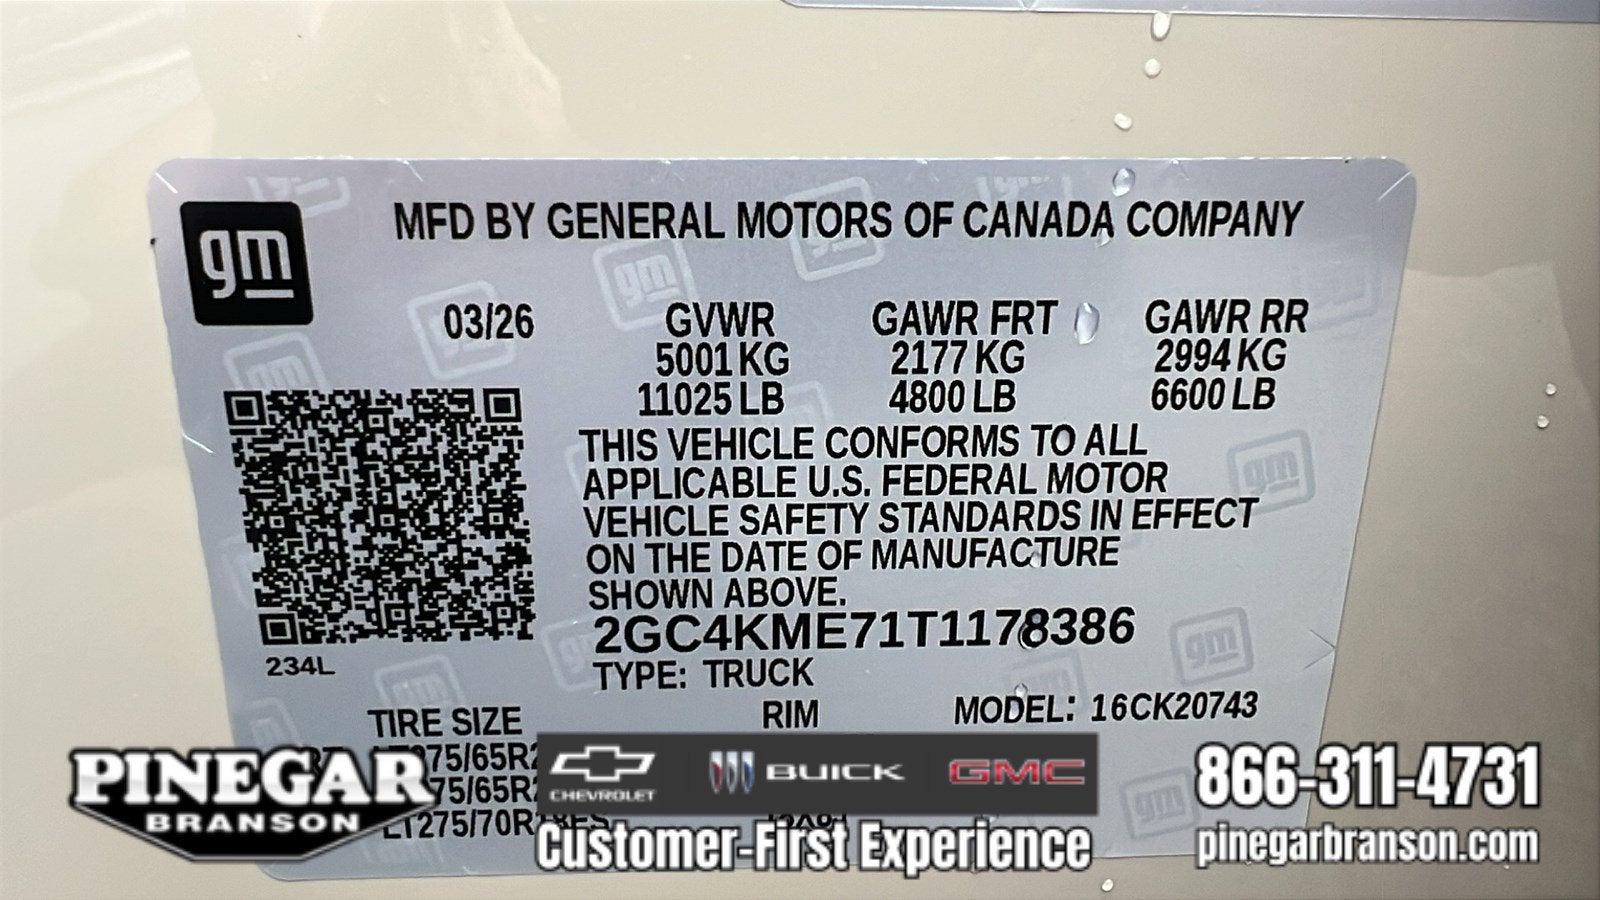 gm
MFD BY GENERAL MOTORS OF CANADA COMPANY
03/26 GVWR GAWR FRT GAWR RR
5001 KG 2177 KG 2994 KG
11025 LB 4800 LB 6600 LB
THIS VEHICLE CONFORMS TO ALL
APPLICABLE U.S. FEDERAL MOTOR
VEHICLE SAFETY STANDARDS IN EFFECT
ON THE DATE OF MANUFACTURE
SHOWN ABOVE.
2GC4KME71T1178386
234L
TYPE: TRUCK
TIRE SIZE RIM MODEL: 16CK20743
PINEGAR
BRANSON
CHEVROLET BUICK GMC
Customer-First Experience
866-311-4731
pinegarbranson.com